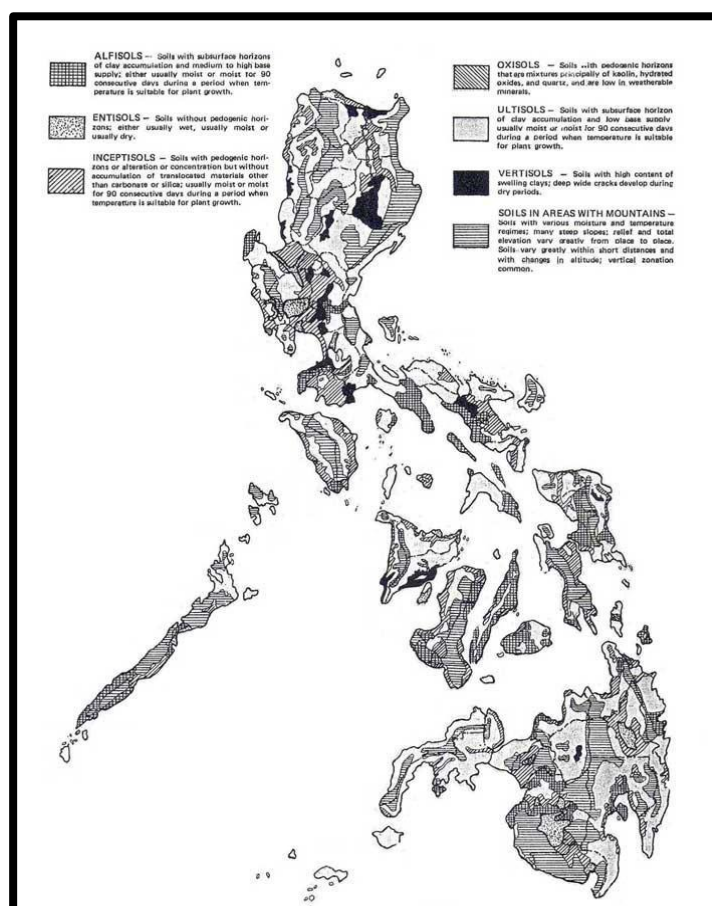 ALFISOLS — Soils with subsurface horizons
of clay accumulation and medium to high base
supply; either usually moist or moist for 90
consecutive days during a period when tem-
perature is suitable for plant growth.
ENTISOLS — Soils without pedogenic hori-
zons; either usually wet, usually moist or
usually dry.
INCEPTISOLS — Soils with pedogenic hori-
zons or alteration or concentration but without
accumulation of translocated materials other
than carbonate or silica; usually moist or moist
for 90 consecutive days during a period when
temperature is suitable for plant growth.
OXISOLS — Soils with pedogenic horizons
that are mixtures principally of kaolin, hydrated
oxides, and quartz, and are low in weatherable
minerals.
ULTISOLS — Soils with subsurface horizon
of clay accumulation and low base supply
usually moist or moist for 90 consecutive days
during a period when temperature is suitable
for plant growth.
VERTISOLS — Soils with high content of
swelling clays; deep wide cracks develop during
dry periods.
SOILS IN AREAS WITH MOUNTAINS —
Soils with various moisture and temperature
regimes; many steep slopes; relief and total
elevation vary greatly from place to place.
Soils vary greatly within short distances and
with changes in altitude; vertical zonation
common.